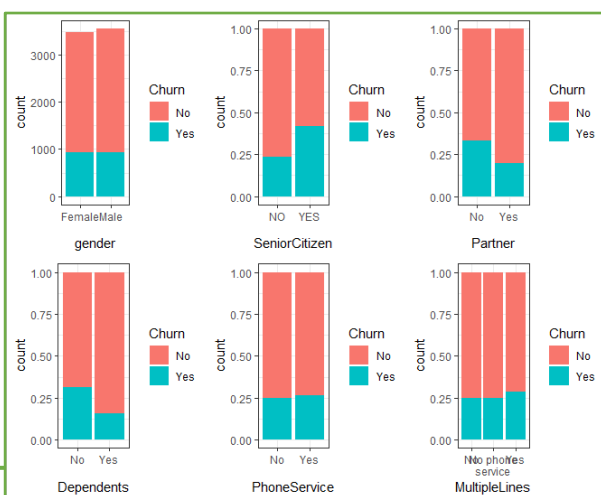 count
3000
2000
1000
0
FemaleMale
gender
Churn
No
Yes
count
1.00
0.75
0.50
0.25
0.00
NO YES
SeniorCitizen
Churn
No
Yes
count
1.00
0.75
0.50
0.25
0.00
No Yes
Partner
Churn
No
Yes
count
1.00
0.75
0.50
0.25
0.00
No Yes
Dependents
Churn
No
Yes
count
1.00
0.75
0.50
0.25
0.00
No Yes
PhoneService
Churn
No
Yes
count
1.00
0.75
0.50
0.25
0.00
No No phone Yes
service
MultipleLines
Churn
No
Yes